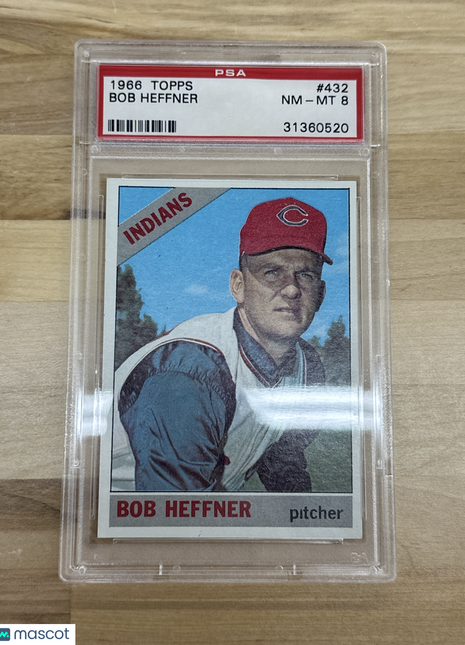 PSA
1966 TOPPS #432
BOB HEFFNER NM-MT 8
31360520
INDIANS
C
BOB HEFFNER pitcher
mascot